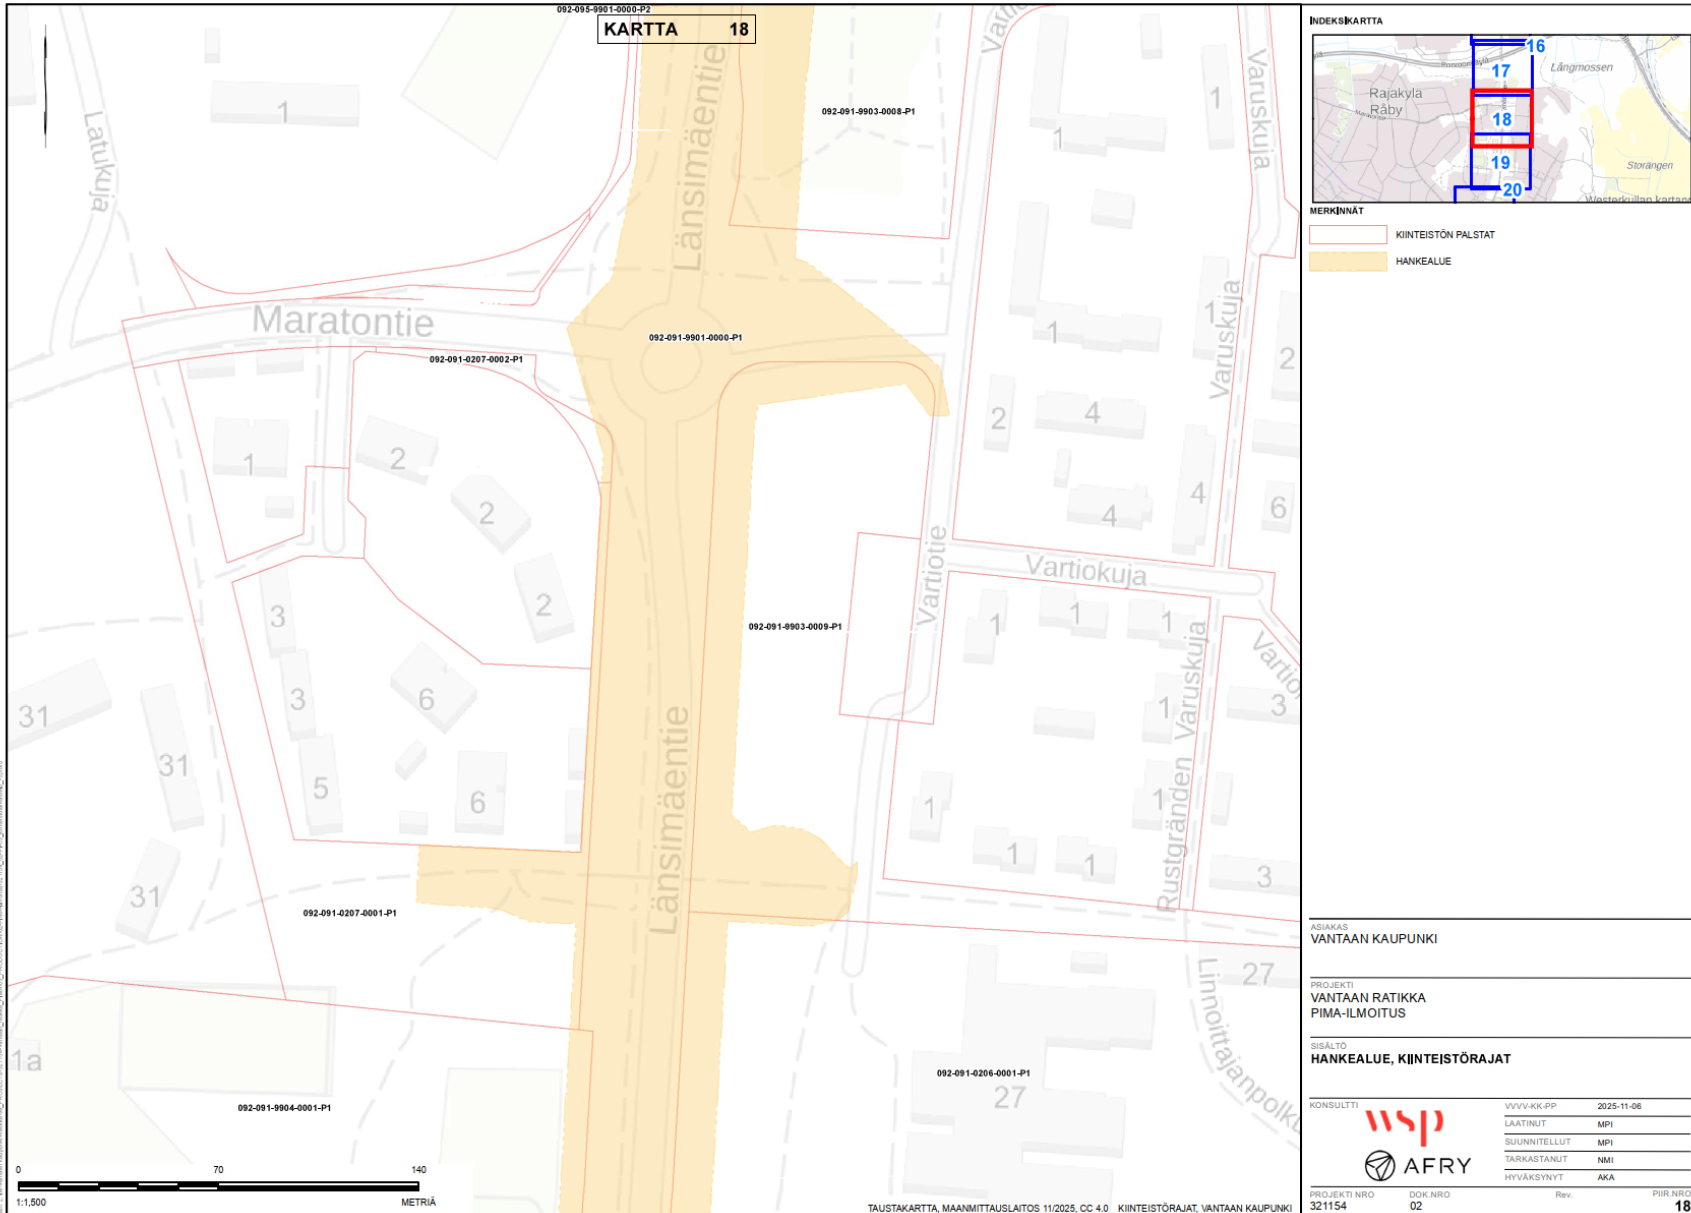 092-095-9901-0000-P2
KARTTA 18
Länsimäentie
Latukuja
1
092-091-9903-0008-P1
1
Varuskuja
1
Maratontie
092-091-0207-0002-P1
092-091-9901-0000-P1
1
1
Varuskuja
2
1
2
2
4
2
4
4
6
Vartiotie
Vartiokuja
3
2
092-091-9903-0009-P1
1
1
1
Varuskuja
31
3
6
1
3
31
Länsimäentie
5
6
1
1
Rustgränden
31
1
1
3
092-091-0207-0001-P1
27
Linnoittajanpolku
1a
092-091-0206-0001-P1
27
092-091-9904-0001-P1
0 70 140
1:1,500 METRIÄ
TAUSTAKARTTA, MAANMITTAUSLAITOS 11/2025, CC 4.0 KIINTEISTÖRAJAT, VANTAAN KAUPUNKI
INDEKSIKARTTA
16
17
Långmossen
Rajakylä
Råby
18
19
Storängen
20
MERKINNÄT
KIINTEISTÖN PALSTAT
HANKEALUE
ASIAKAS
VANTAAN KAUPUNKI
PROJEKTI
VANTAAN RATIKKA
PIMA-ILMOITUS
SISÄLTÖ
HANKEALUE, KIINTEISTÖRAJAT
KONSULTTI
wsp
AFRY
VVVV-KK-PP 2025-11-06
LAATINUT MPI
SUUNNITELLUT MPI
TARKASTANUT NMI
HYVÄKSYNYT AKA
PROJEKTI NRO DOK.NRO Rev. PIIR.NRO
321154 02 18